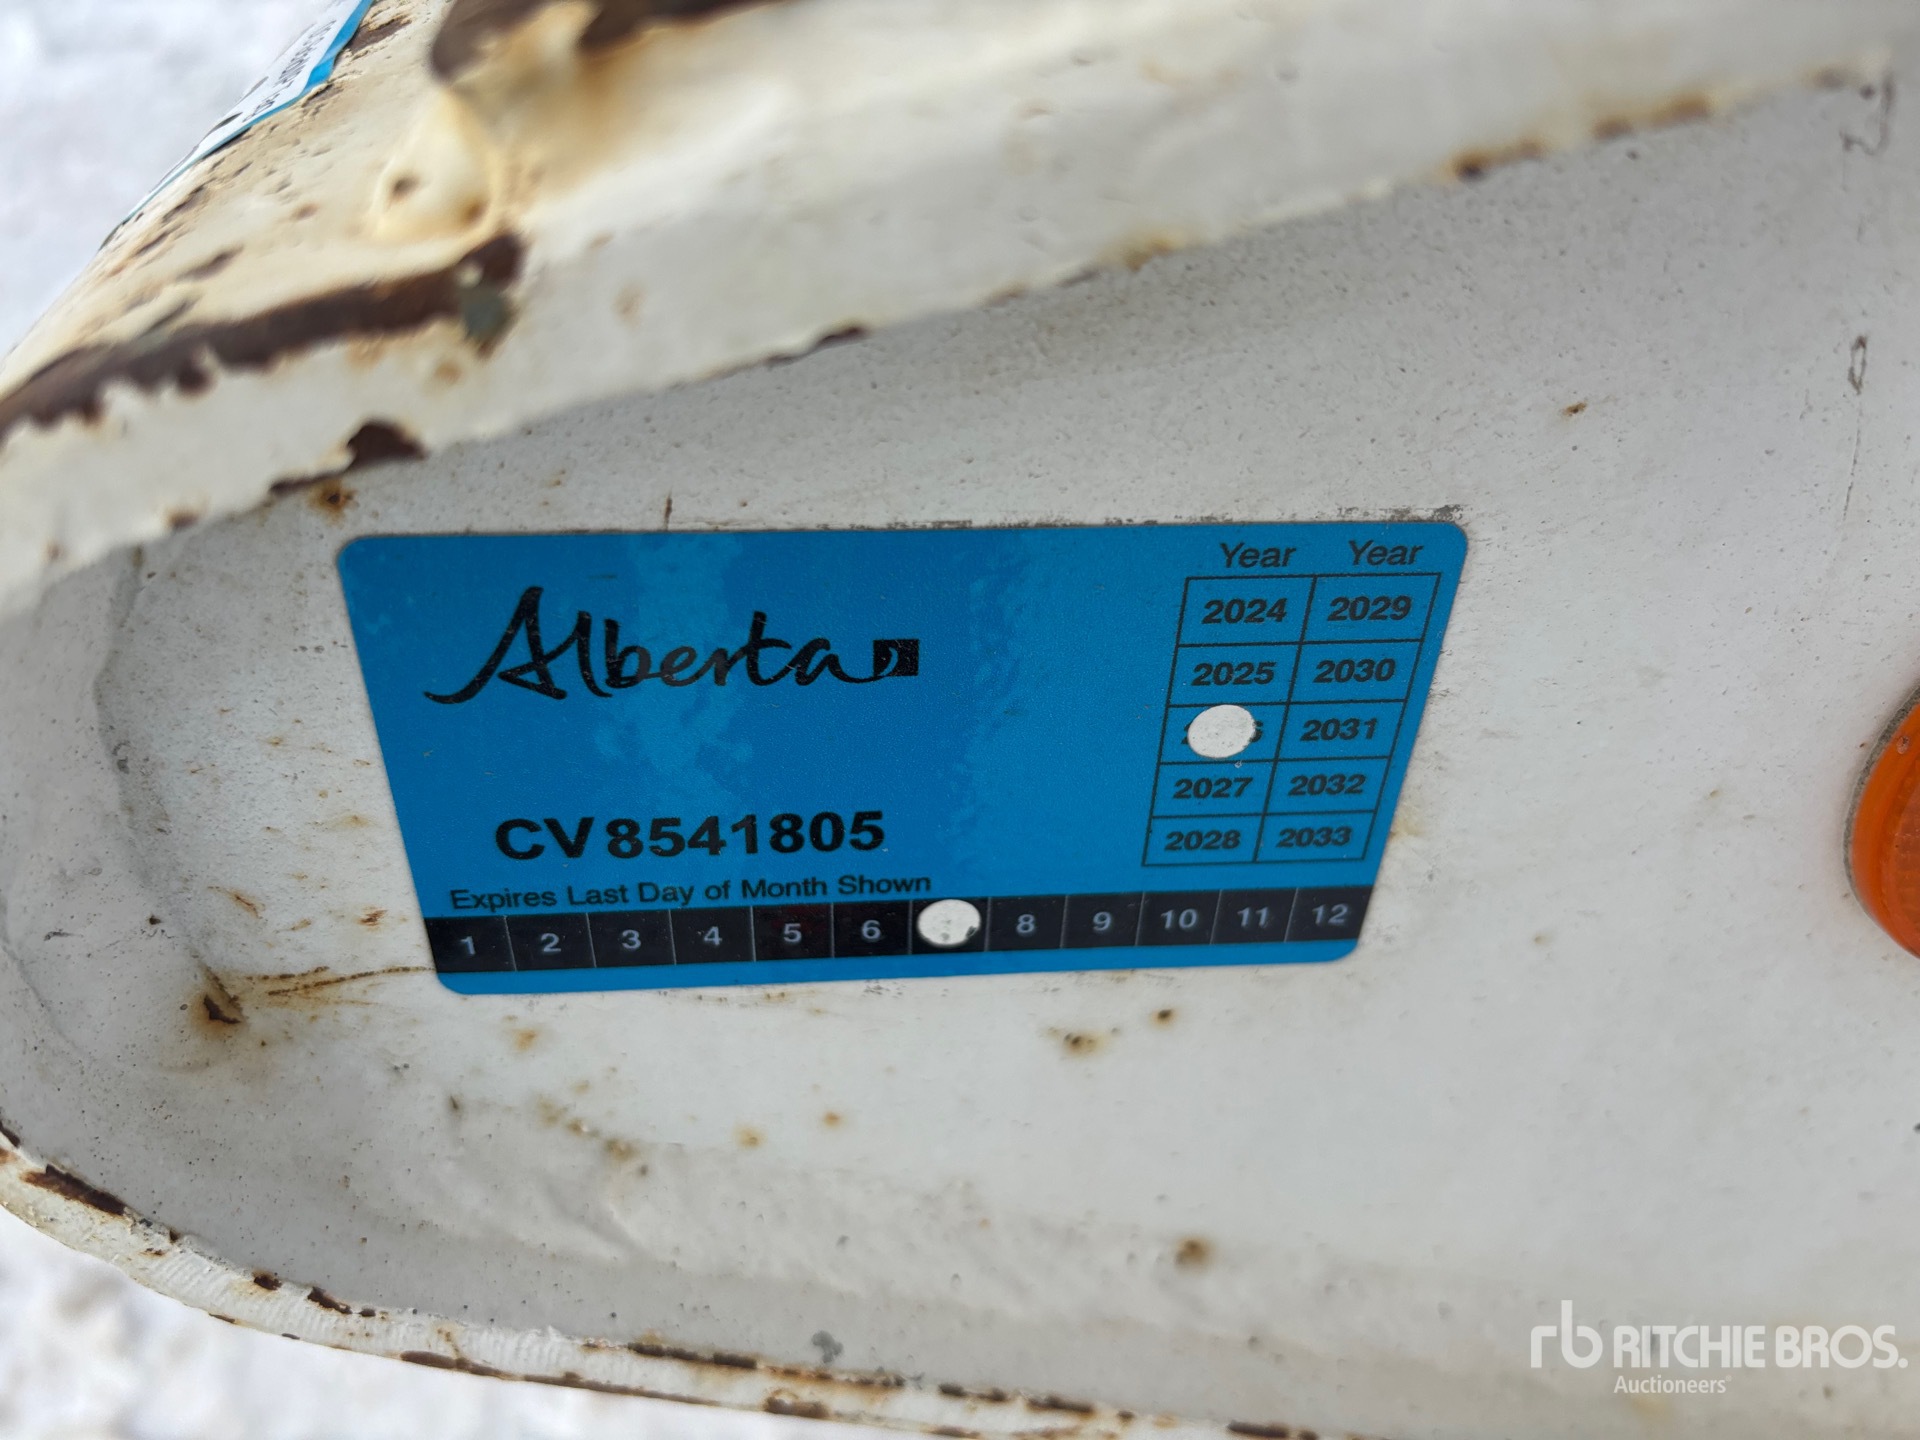 Alberta
Year Year
2024 2029
2025 2030
2031
2027 2032
2028 2033
CV8541805
Expires Last Day of Month Shown
1 2 3 4 5 6 8 9 10 11 12
rb RITCHIE BROS.
Auctioneers